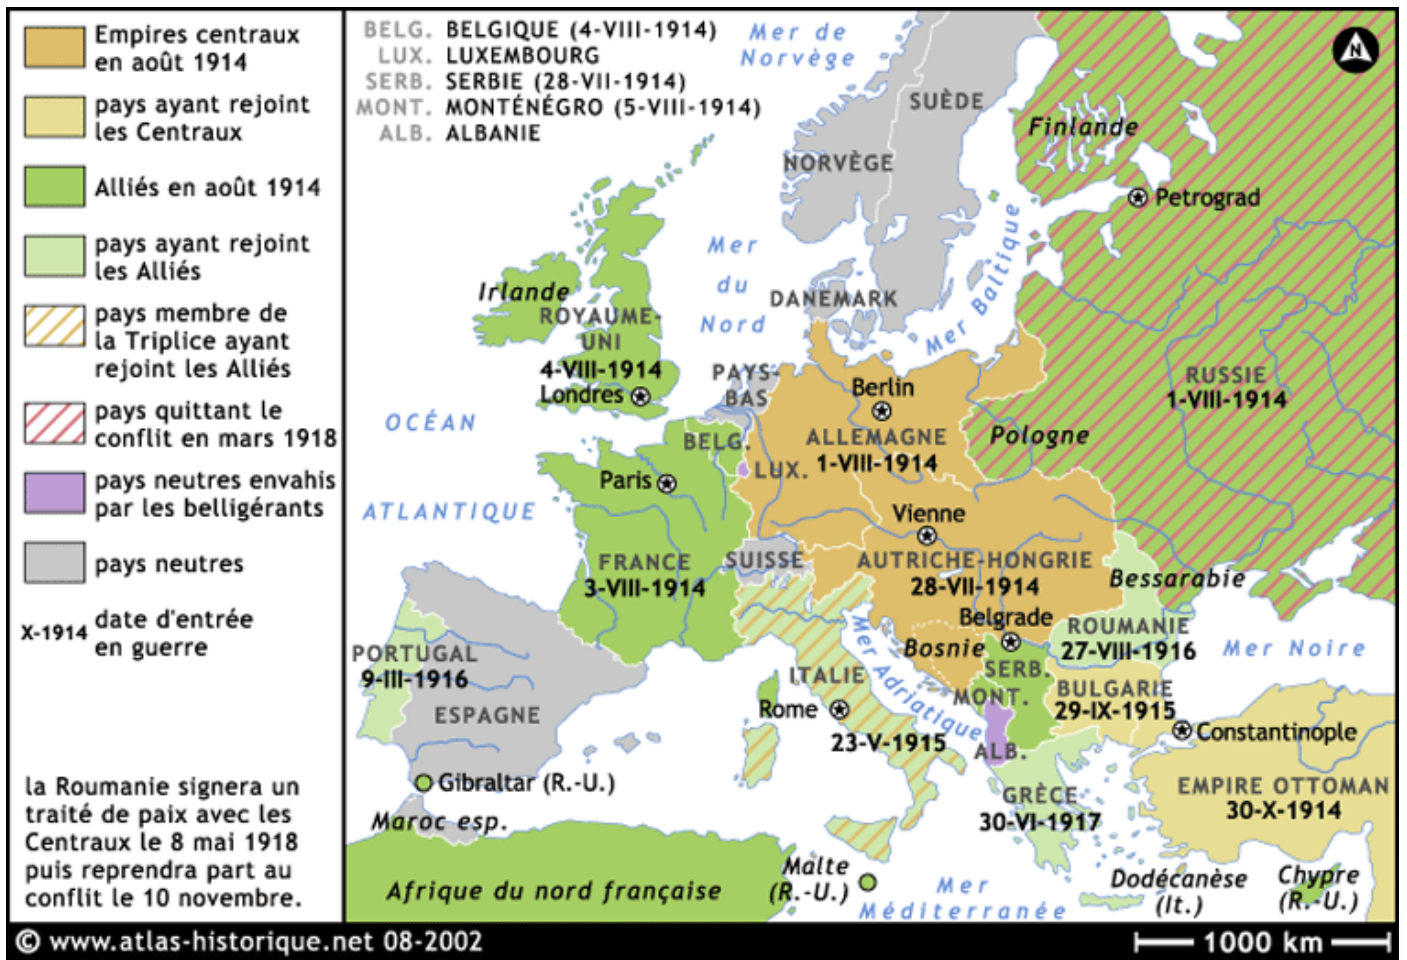 Empires centraux
en août 1914
pays ayant rejoint
les Centraux
Alliés en août 1914
pays ayant rejoint
les Alliés
pays membre de
la Triplice ayant
rejoint les Alliés
pays quittant le
conflit en mars 1918
pays neutres envahis
par les belligérants
pays neutres
X-1914 date d'entrée
en guerre
la Roumanie signera un
traité de paix avec les
Centraux le 8 mai 1918
puis reprendra part au
conflit le 10 novembre.
BELG. BELGIQUE (4-VIII-1914)
LUX. LUXEMBOURG
SERB. SERBIE (28-VII-1914)
MONT. MONTÉNÉGRO (5-VIII-1914)
ALB. ALBANIE
Mer de
Norvège
N
SUÈDE
Finlande
NORVÈGE
Petrograd
Mer
du
Nord
Mer Baltique
Irlande
DANEMARK
ROYAUME-
UNI
4-VIII-1914
Londres
PAYS-
BAS
Berlin
RUSSIE
1-VIII-1914
OCÉAN
ATLANTIQUE
BELG.
ALLEMAGNE
1-VIII-1914
Pologne
LUX.
Paris
Vienne
FRANCE
3-VIII-1914
SUISSE
AUTRICHE-HONGRIE
28-VII-1914
Bessarabie
Belgrade
Bosnie
ROUMANIE
27-VIII-1916
Mer Noire
PORTUGAL
9-III-1916
ESPAGNE
ITALIE
Mer Adriatique
SERB.
MONT.
BULGARIE
29-IX-1915
Rome
23-V-1915
Constantinople
ALB.
Gibraltar (R.-U.)
GRÈCE
30-VI-1917
EMPIRE OTTOMAN
30-X-1914
Maroc esp.
Afrique du nord française
Malte
(R.-U.)
Mer
Méditerranée
Dodécanèse
(It.)
Chypre
(R.-U.)
© www.atlas-historique.net 08-2002
1000 km